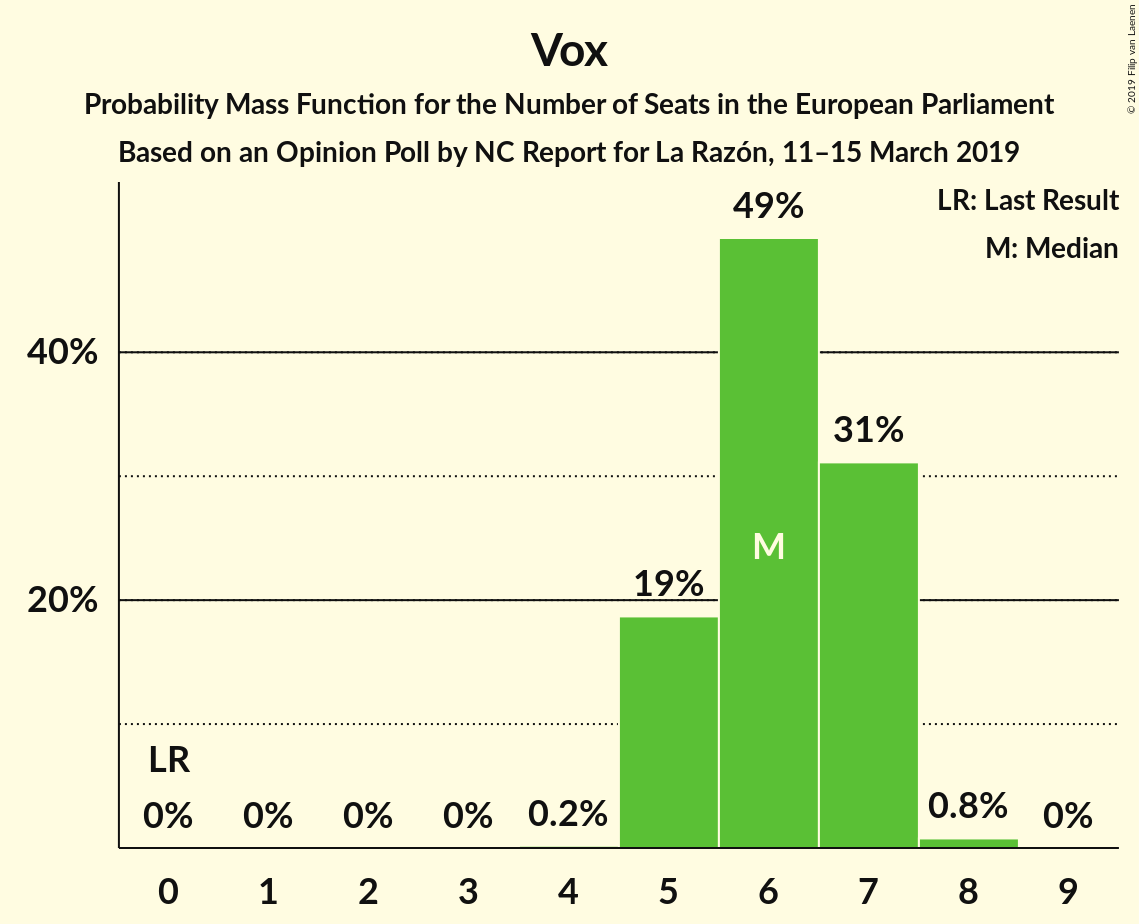 Vox
Probability Mass Function for the Number of Seats in the European Parliament
Based on an Opinion Poll by NC Report for La Razón, 11–15 March 2019
© 2019 Filip van Laenen
LR: Last Result
M: Median
49%
40%
31%
M
19%
20%
LR
0% 0% 0% 0% 0.2% 0.8% 0%
0 1 2 3 4 5 6 7 8 9